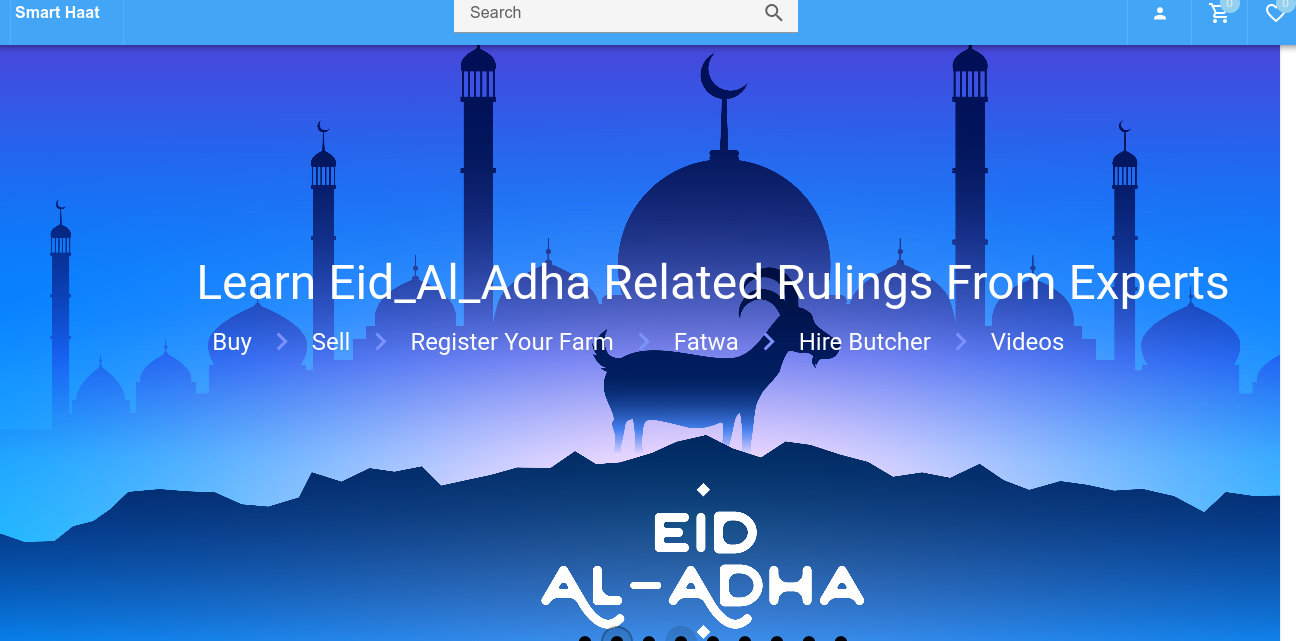 Smart Haat
Search
0
0
Learn Eid_Al_Adha Related Rulings From Experts
Buy > Sell > Register Your Farm > Fatwa > Hire Butcher > Videos
EID
AL-ADHA